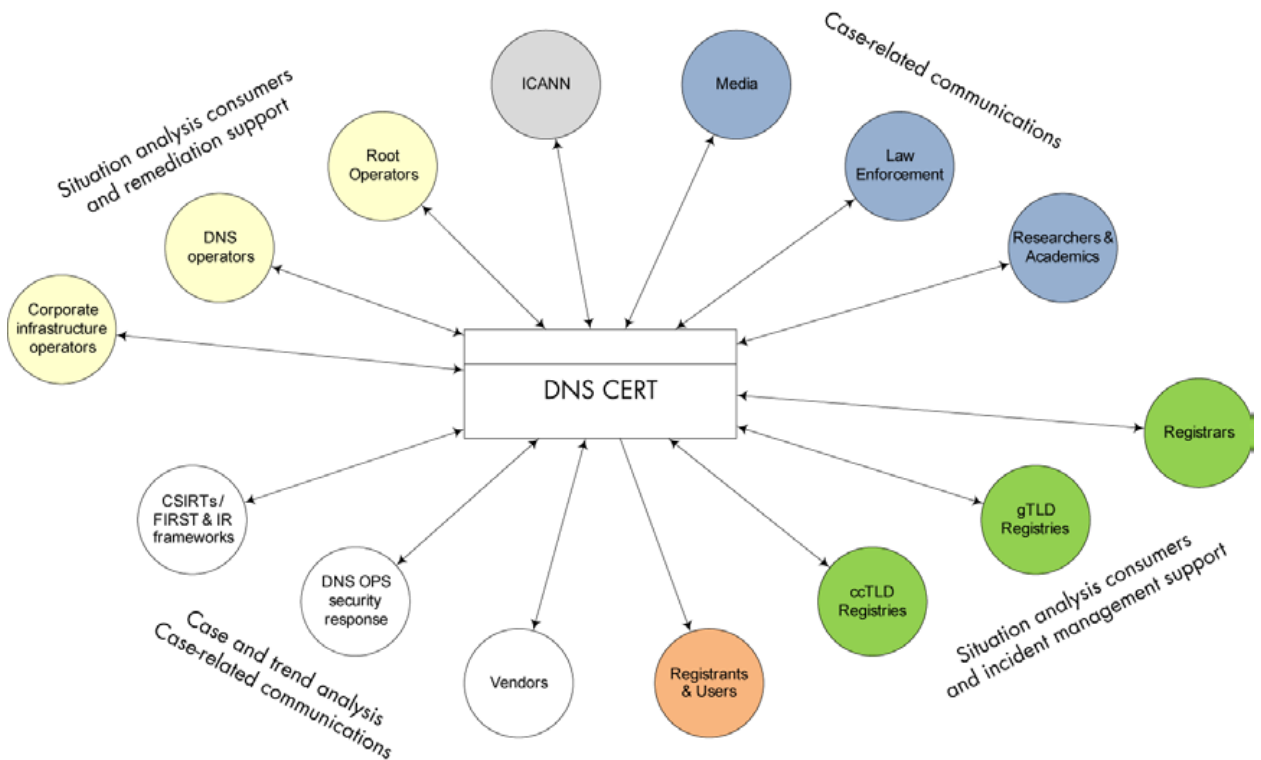 ICANN
Media
Case-related communications
Situation analysis consumers
and remediation support
Root
Operators
Law
Enforcement
DNS
operators
Researchers &
Academics
Corporate
infrastructure
operators
DNS CERT
Registrars
CSIRTs /
FIRST & IR
frameworks
gTLD
Registries
DNS OPS
security
response
ccTLD
Registries
Situation analysis consumers
and incident management support
Case and trend analysis
Case-related communications
Vendors
Registrants
& Users